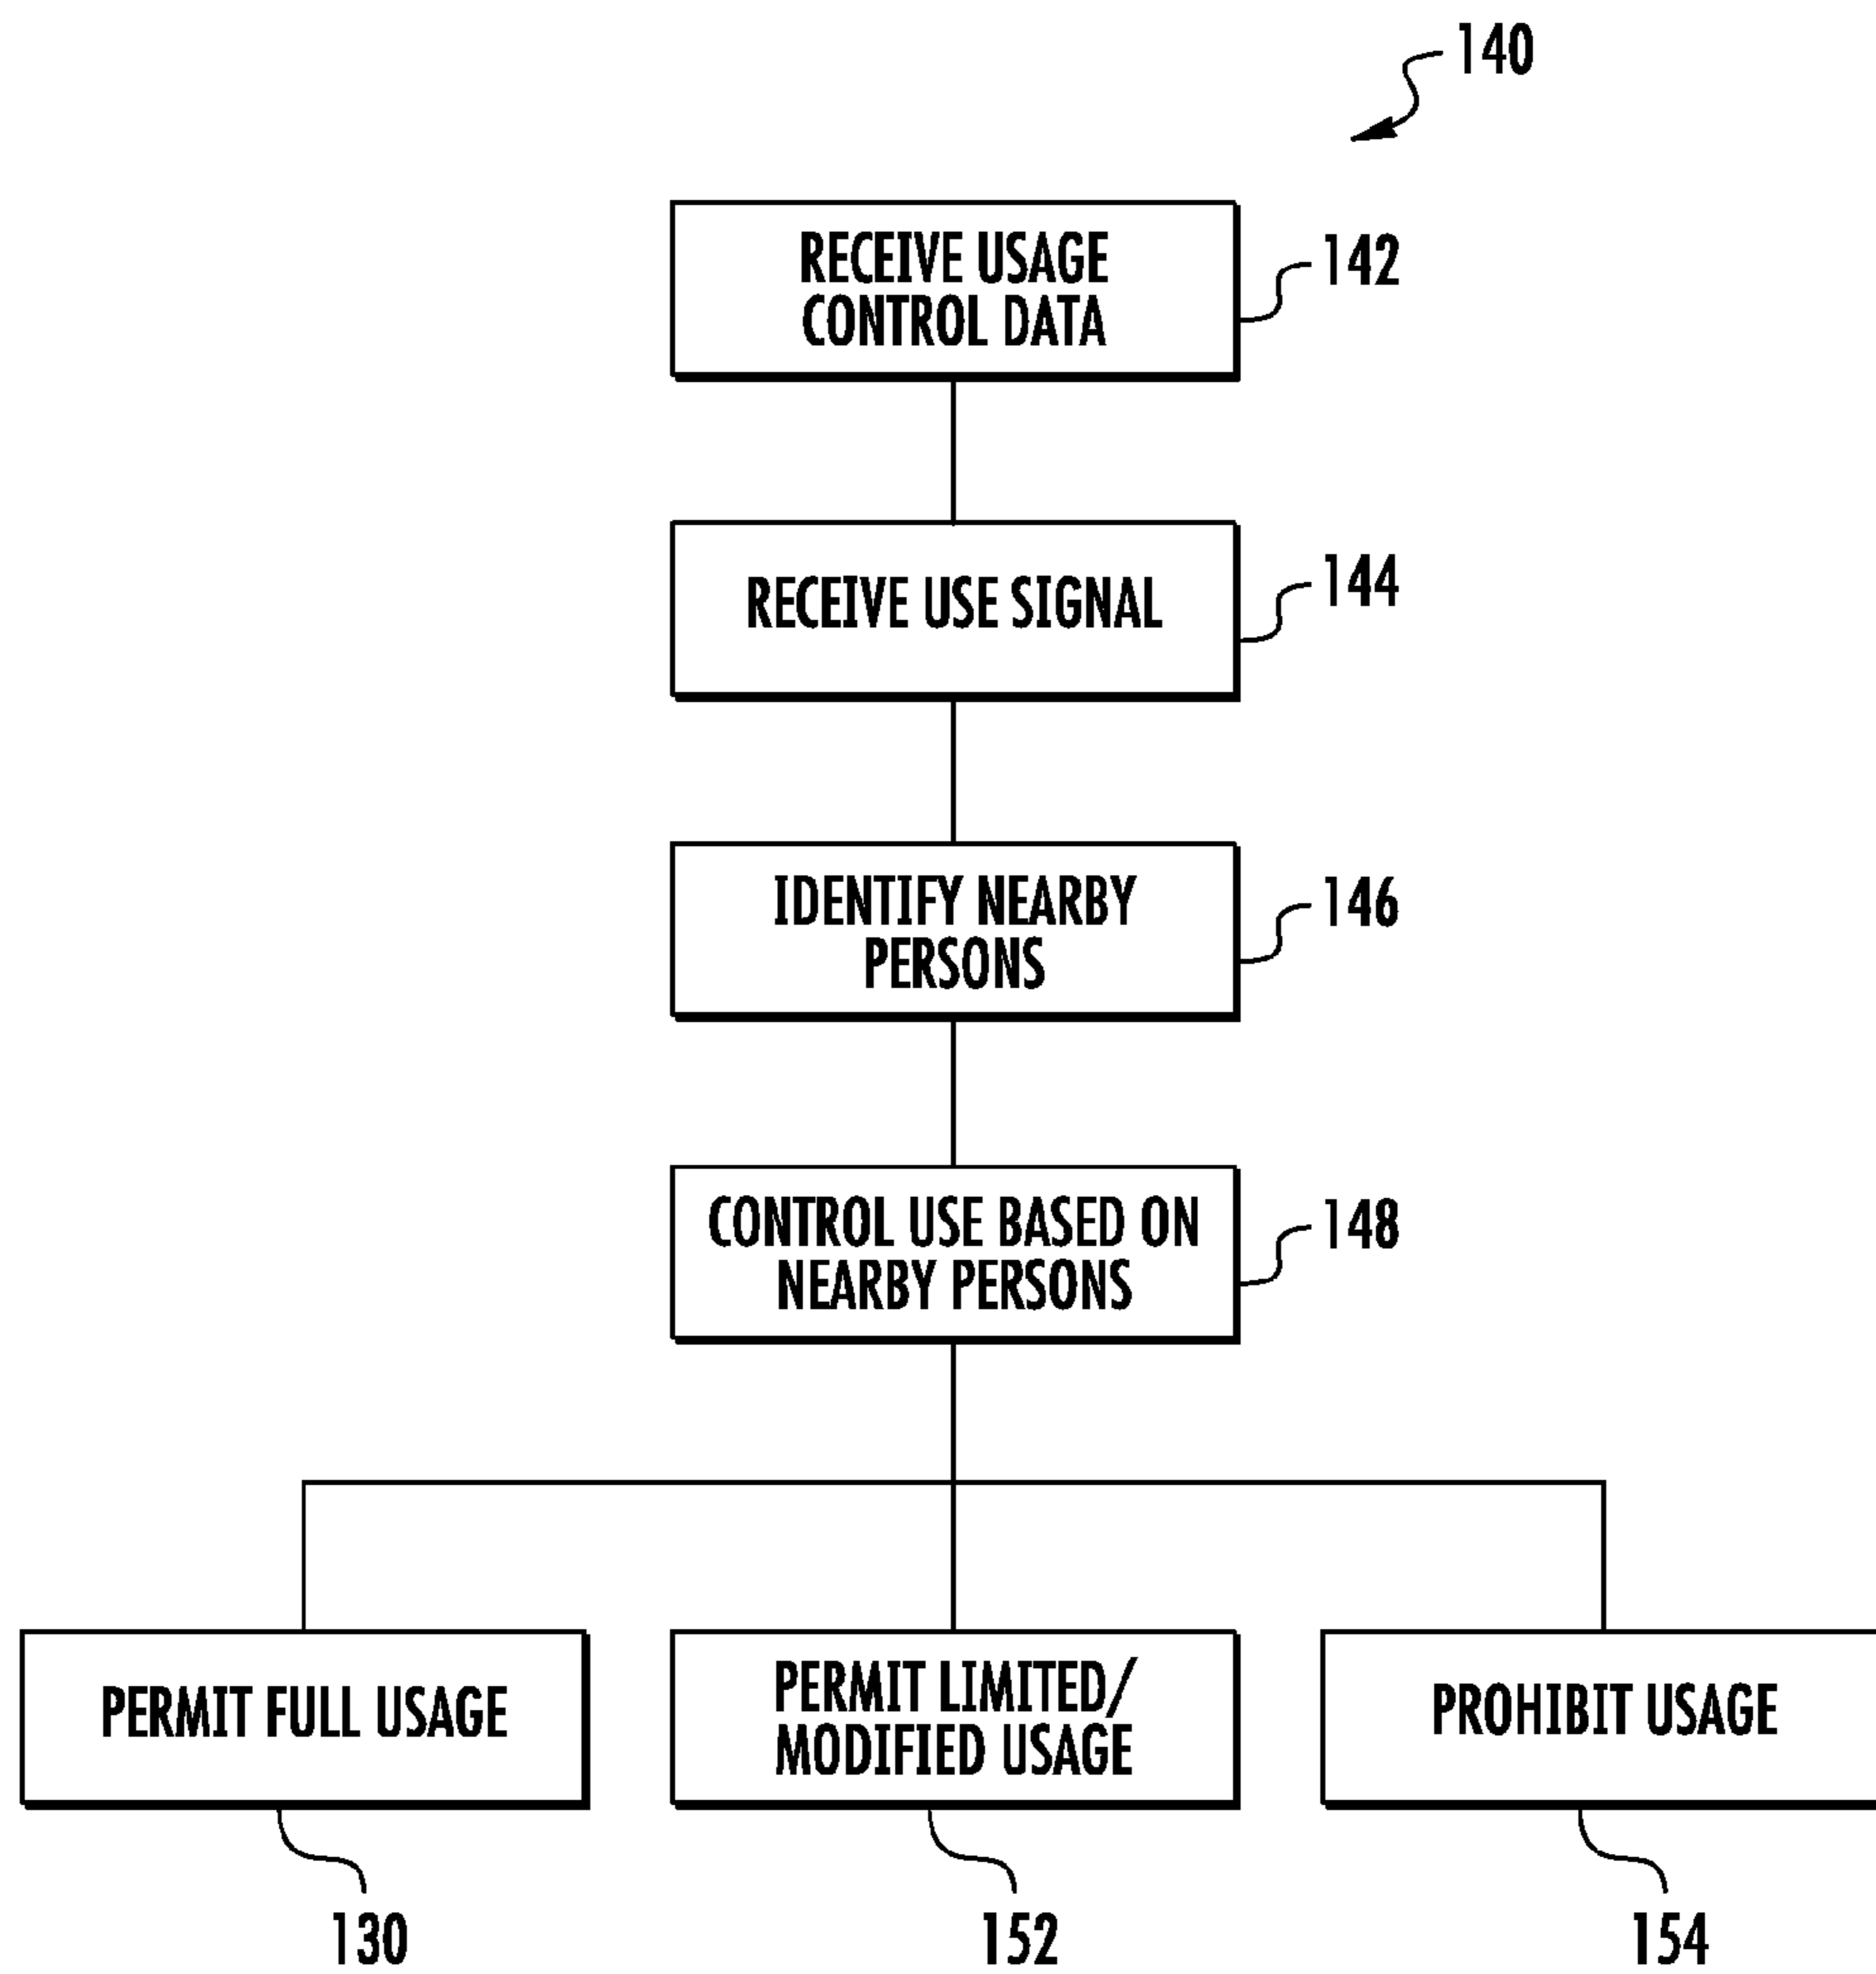 140
RECEIVE USAGE
CONTROL DATA
142
RECEIVE USE SIGNAL
144
IDENTIFY NEARBY
PERSONS
146
CONTROL USE BASED ON
NEARBY PERSONS
148
PERMIT FULL USAGE
PERMIT LIMITED/
MODIFIED USAGE
PROHIBIT USAGE
130
152
154